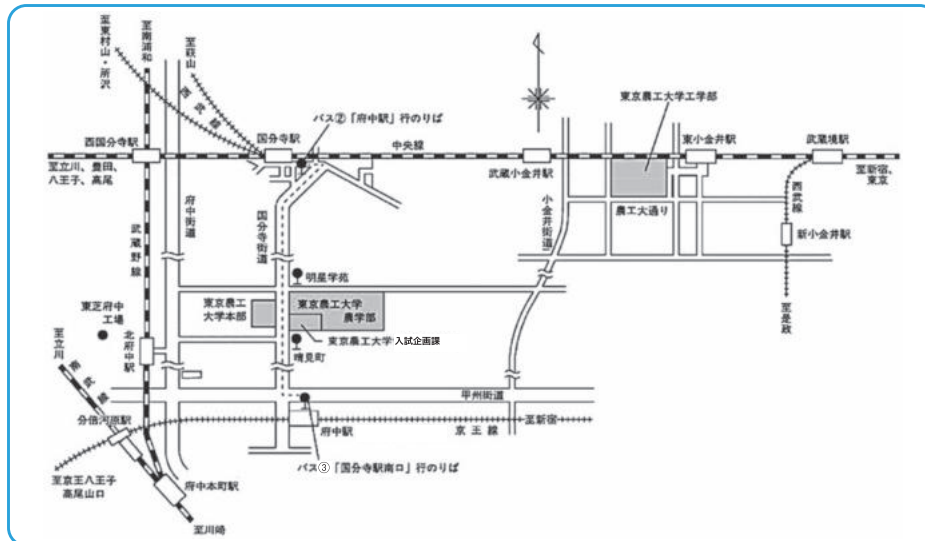 至東村山・所沢
至南浦和
至萩山
西武線
バス②「府中駅」行のりば
東京農工大学工学部
西国分寺駅
国分寺駅
中央線
武蔵小金井駅
東小金井駅
武蔵境駅
至立川、豊田、
八王子、高尾
至新宿、
東京
府中街道
国分寺街道
小金井街道
農工大通り
西武線
新小金井駅
武蔵野線
明星学苑
東芝府中
工場
東京農工
大学本部
東京農工大学
農学部
至是政
至立川
南武線
北府中駅
東京農工大学入試企画課
晴見町
甲州街道
分倍河原駅
府中駅
京王線
至新宿
至京王八王子
高尾山口
府中本町駅
バス③「国分寺駅南口」行のりば
至川崎